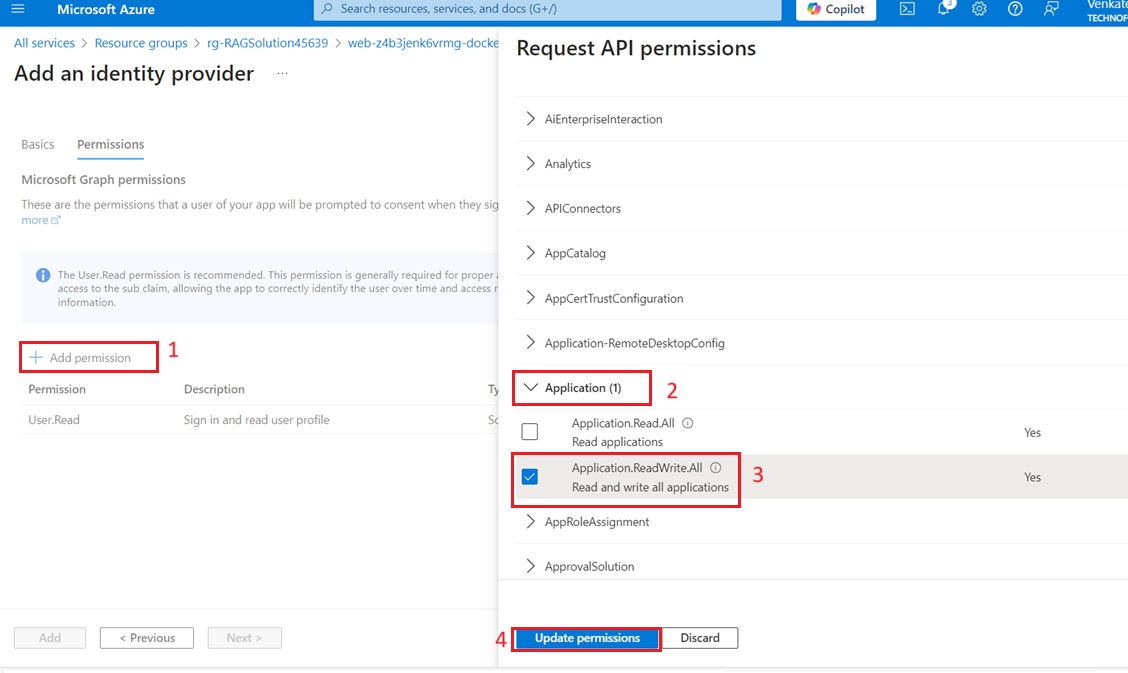 Microsoft Azure
Search resources, services, and docs (G+/)
Copilot
3
Venkate
TECHNOF
All services > Resource groups > rg-RAGSolution45639 > web-z4b3jenk6vrmg-docke
Add an identity provider ...
Basics
Permissions
Microsoft Graph permissions
These are the permissions that a user of your app will be prompted to consent when they sig
more
The User.Read permission is recommended. This permission is generally required for proper a
access to the sub claim, allowing the app to correctly identify the user over time and access r
information.
+ Add permission
1
Permission
Description
Ty
User.Read
Sign in and read user profile
Sc
Add
< Previous
Next >
Request API permissions
AiEnterpriseInteraction
Analytics
APIConnectors
AppCatalog
AppCertTrustConfiguration
Application-RemoteDesktopConfig
Application (1)
2
Application.Read.All
Read applications
Yes
Application.ReadWrite.All
Read and write all applications
Yes
3
AppRoleAssignment
ApprovalSolution
4
Update permissions
Discard